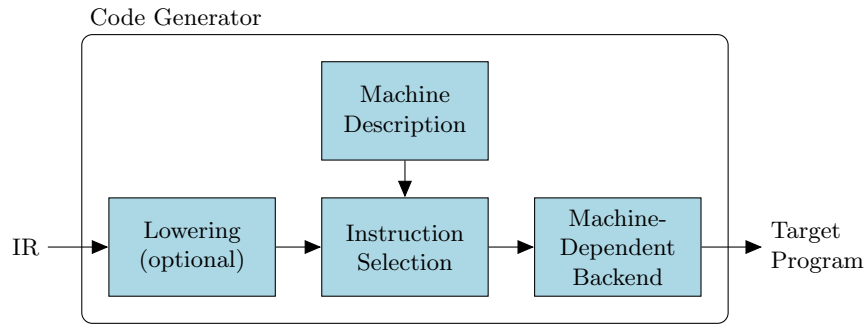 Code Generator
Machine
Description
IR
Lowering
(optional)
Instruction
Selection
Machine-
Dependent
Backend
Target
Program